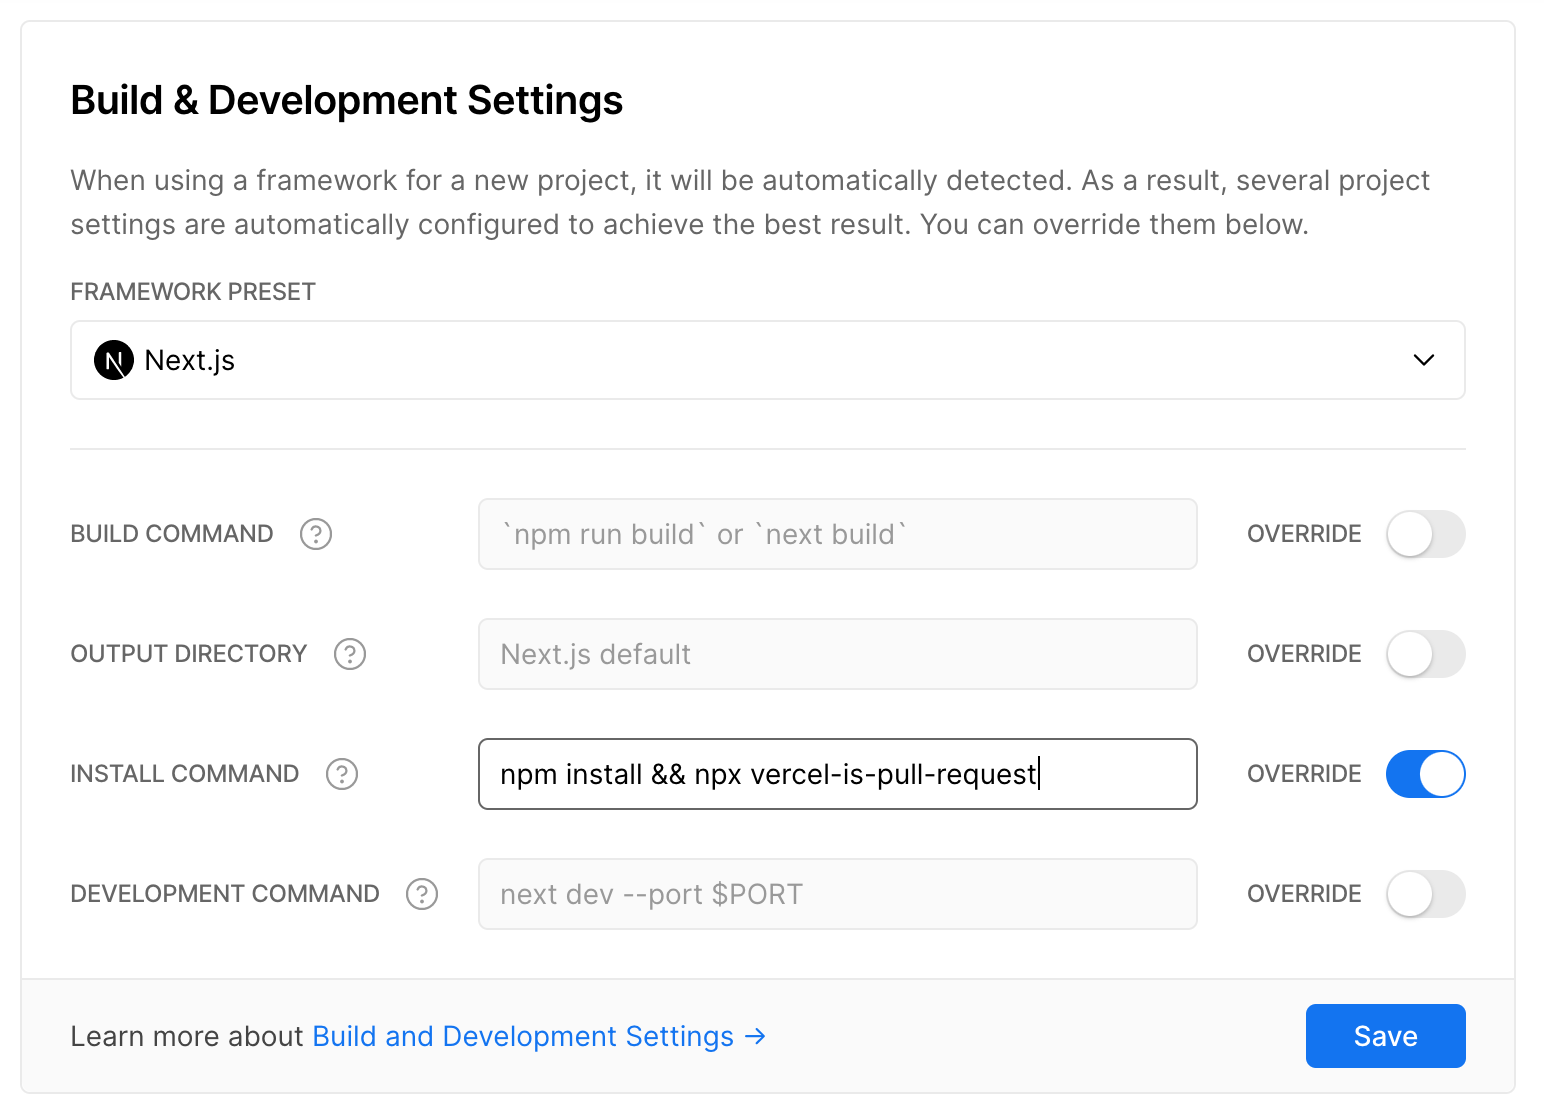 Build & Development Settings
When using a framework for a new project, it will be automatically detected. As a result, several project
settings are automatically configured to achieve the best result. You can override them below.
FRAMEWORK PRESET
N Next.js
BUILD COMMAND ? `npm run build` or `next build` OVERRIDE
OUTPUT DIRECTORY ? Next.js default OVERRIDE
INSTALL COMMAND ? npm install && npx vercel-is-pull-request OVERRIDE
DEVELOPMENT COMMAND ? next dev --port $PORT OVERRIDE
Learn more about Build and Development Settings → Save